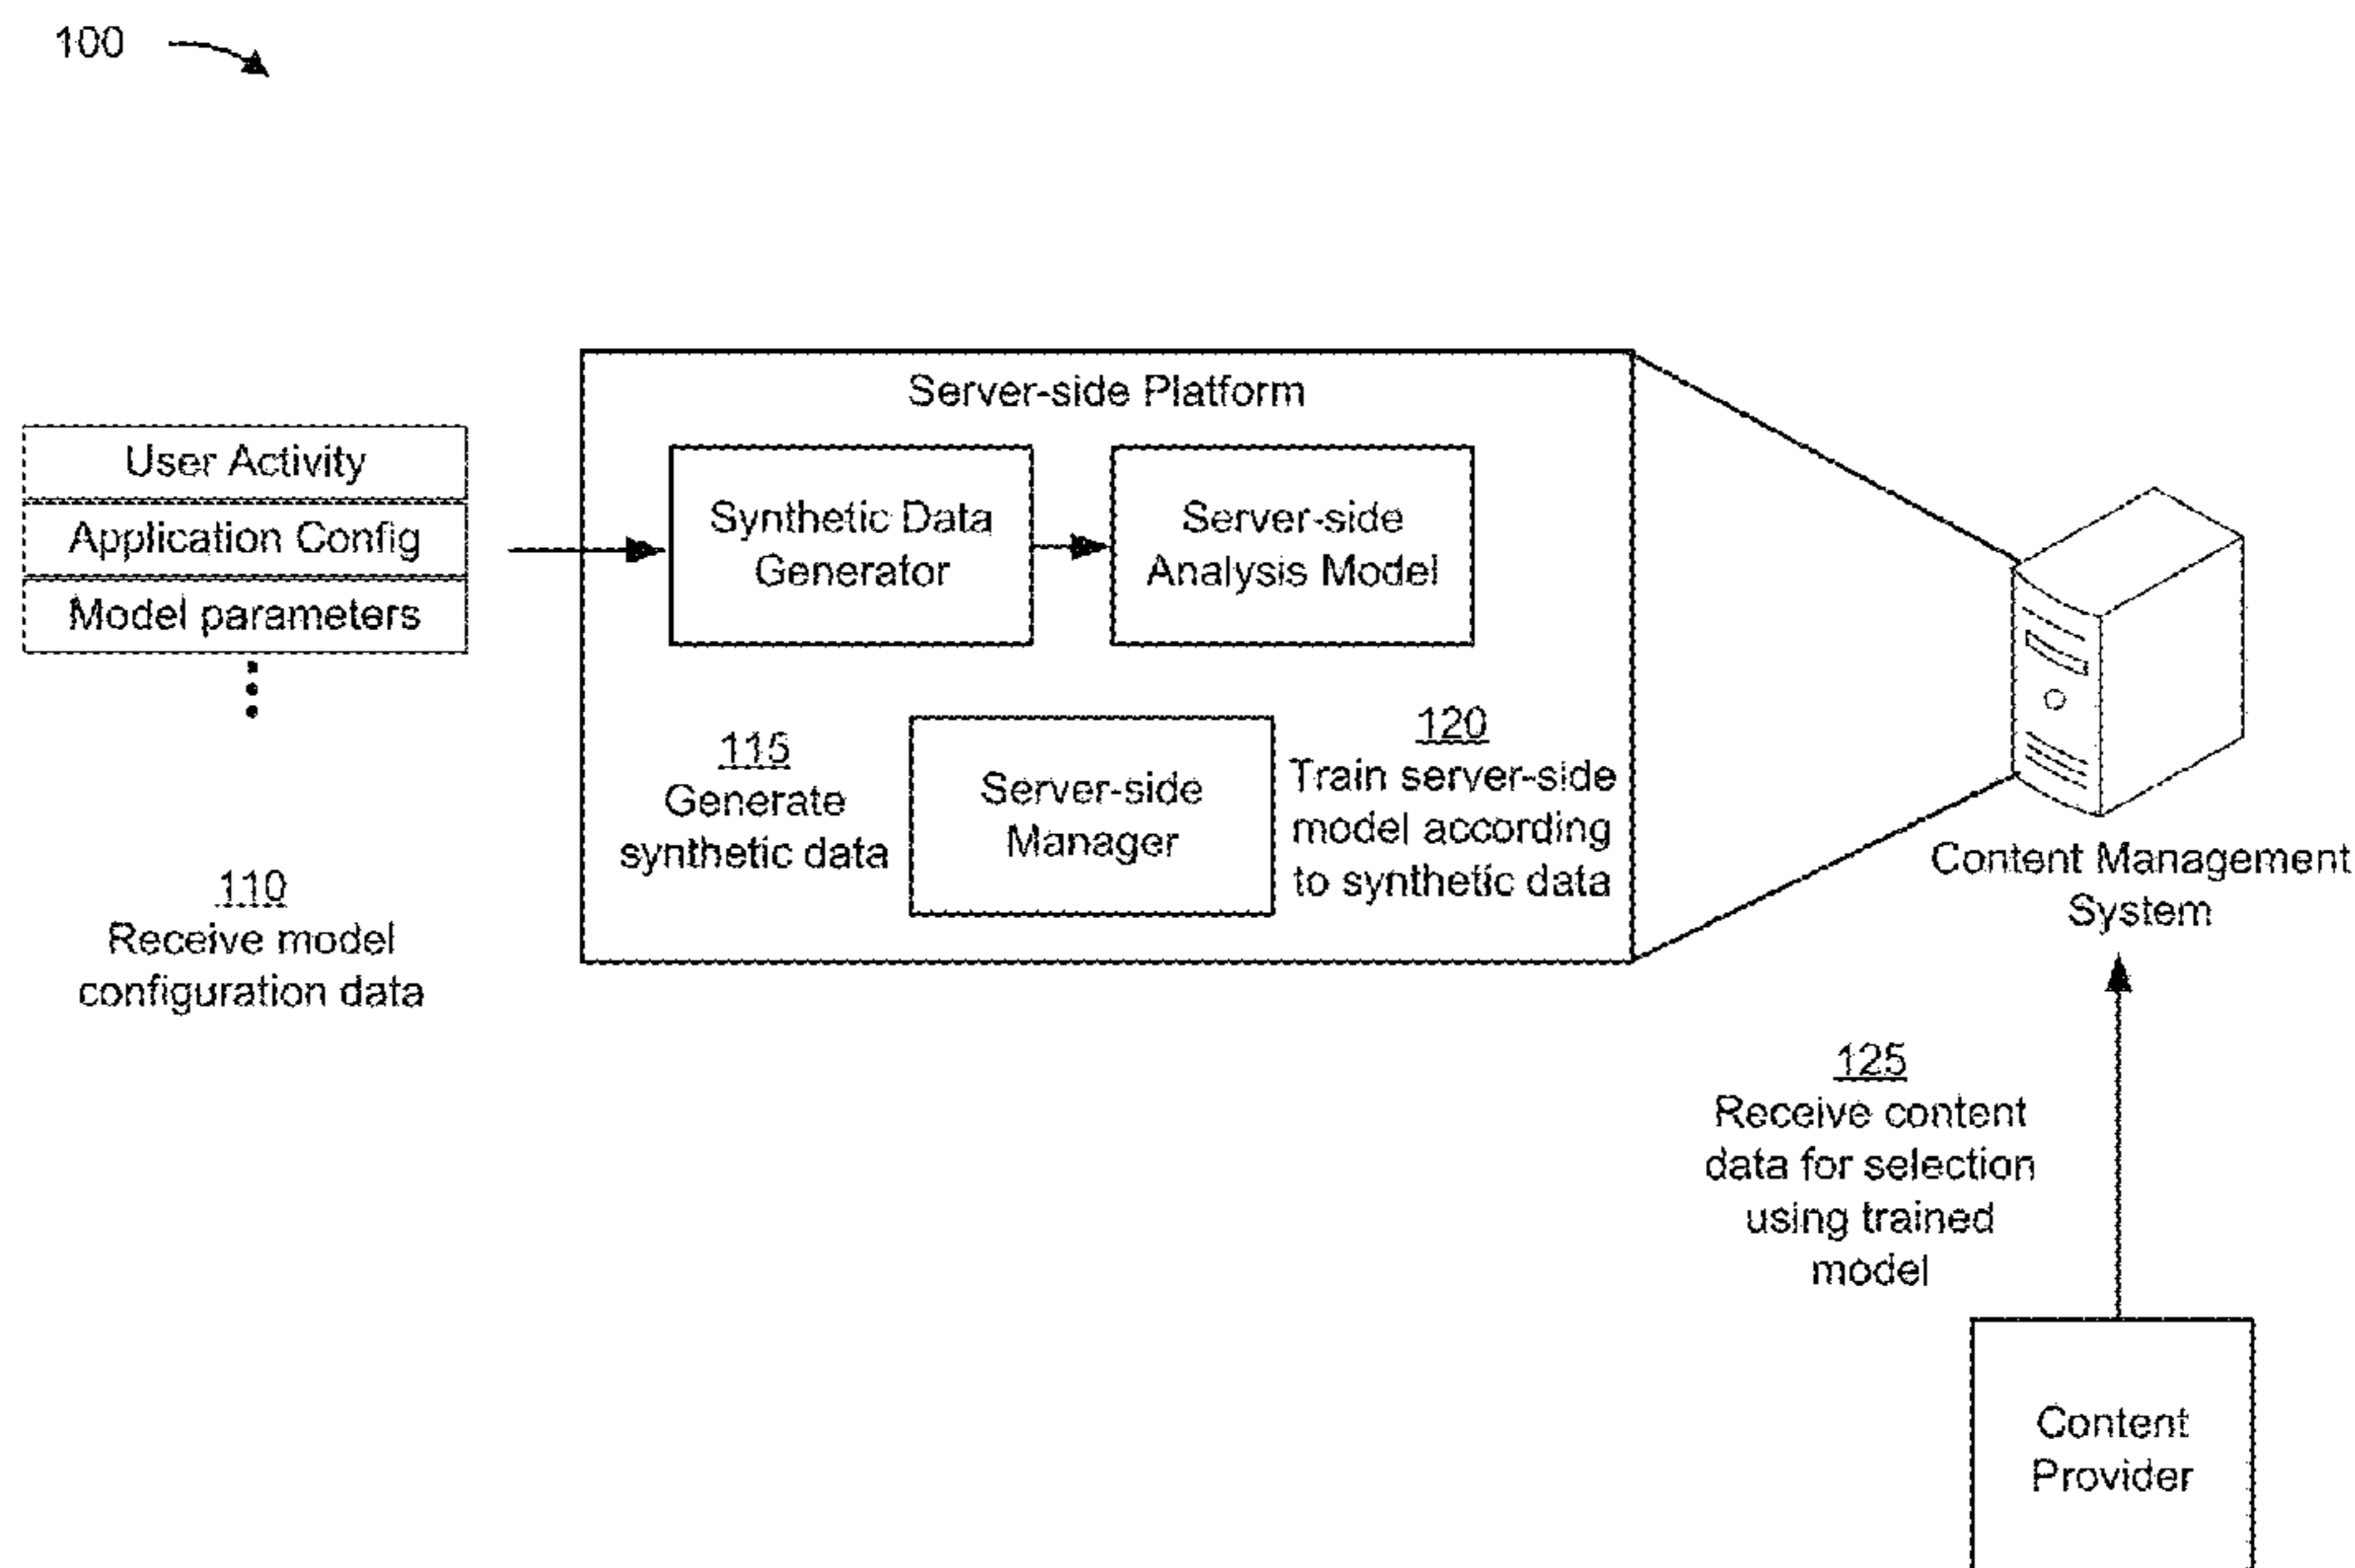 100
User Activity
Application Config
Model parameters
110
Receive model
configuration data
Server-side Platform
Synthetic Data
Generator
Server-side
Analysis Model
115
Generate
synthetic data
Server-side
Manager
120
Train server-side
model according
to synthetic data
Content Management
System
125
Receive content
data for selection
using trained
model
Content
Provider